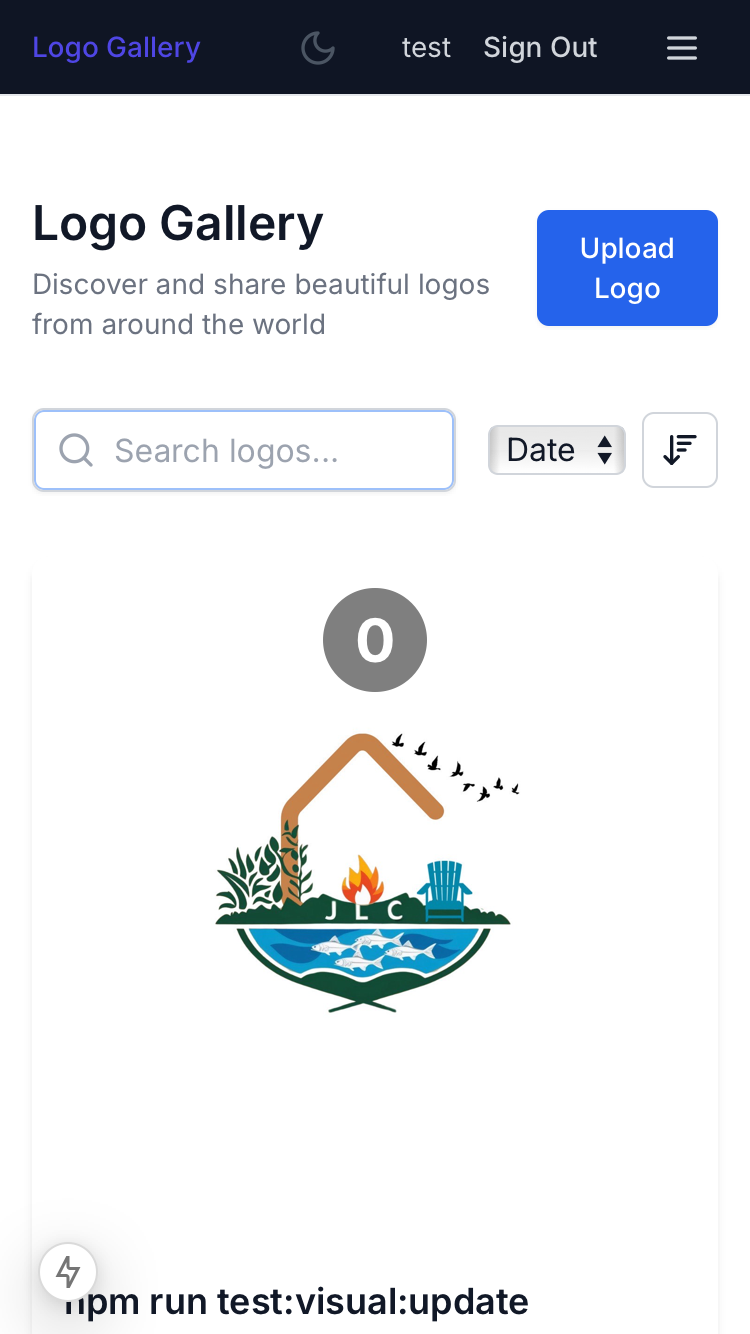 Logo Gallery
test
Sign Out
Logo Gallery
Discover and share beautiful logos
from around the world
Upload
Logo
Search logos...
Date
0
J L C
npm run test:visual:update